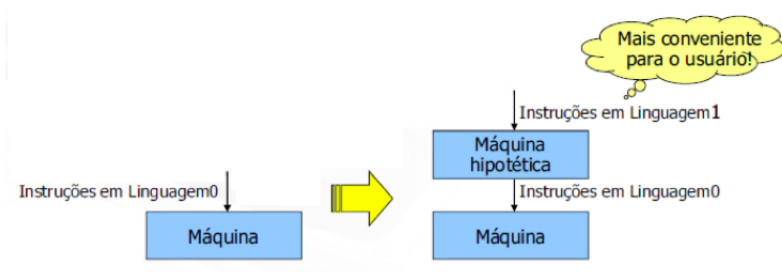 Instruções em Linguagem0
Máquina
Mais conveniente
para o usuário!
Instruções em Linguagem1
Máquina
hipotética
Instruções em Linguagem0
Máquina